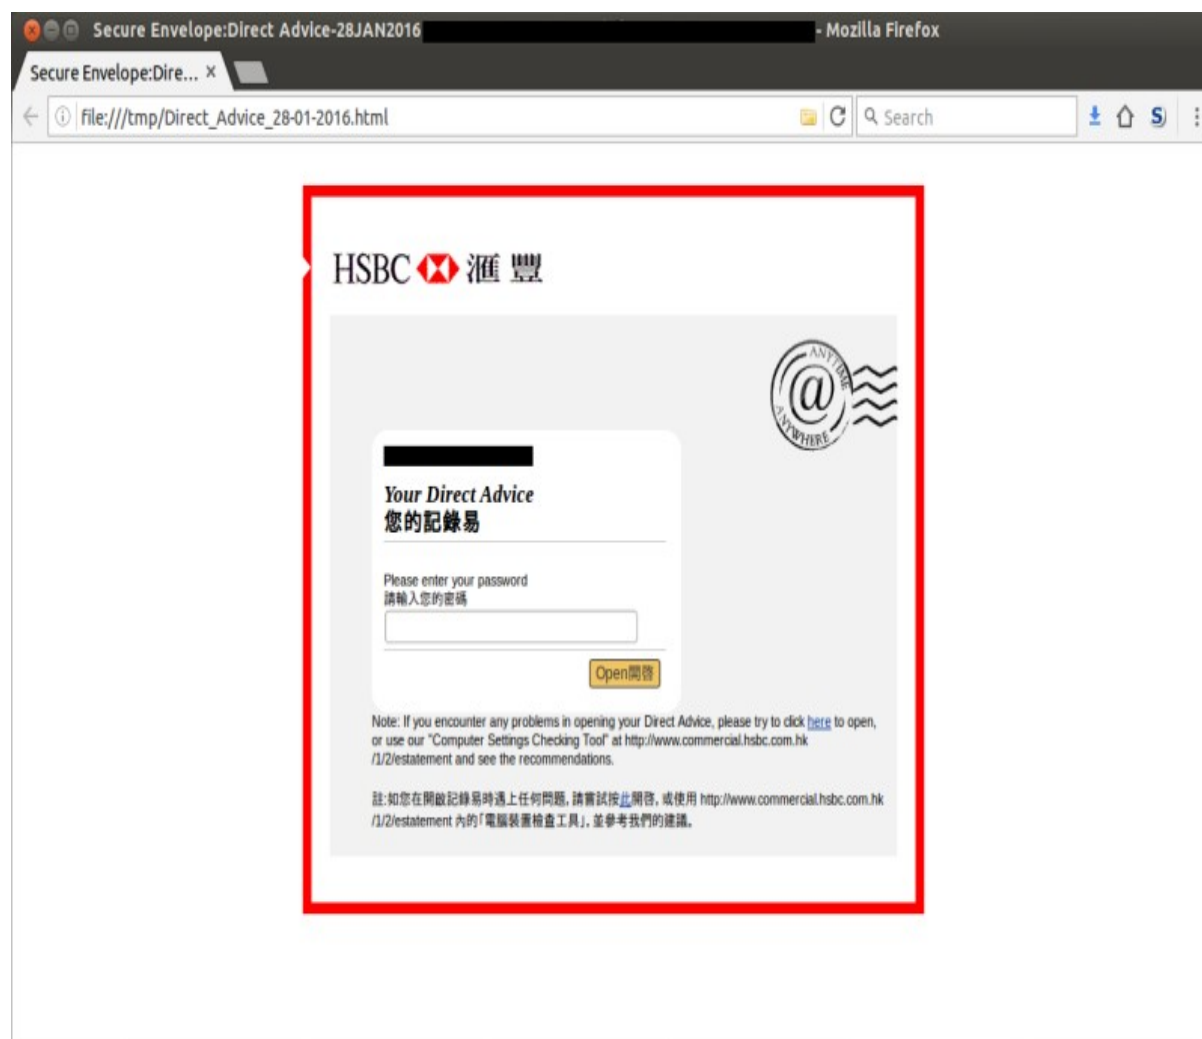 Secure Envelope:Direct Advice-28JAN2016 - Mozilla Firefox
Secure Envelope:Dire... ×
file:///tmp/Direct_Advice_28-01-2016.html
Search
S
HSBC 滙豐
ANYTIME
@
ANYWHERE
Your Direct Advice
您的記錄易
Please enter your password
請輸入您的密碼
Open開啓
Note: If you encounter any problems in opening your Direct Advice, please try to click here to open,
or use our "Computer Settings Checking Tool" at http://www.commercial.hsbc.com.hk
/1/2/estatement and see the recommendations.
註:如您在開啟記錄易時遇上任何問題, 請嘗試按此開啓, 或使用 http://www.commercial.hsbc.com.hk
/1/2/estatement 內的「電腦裝置檢查工具」, 並參考我們的建議。